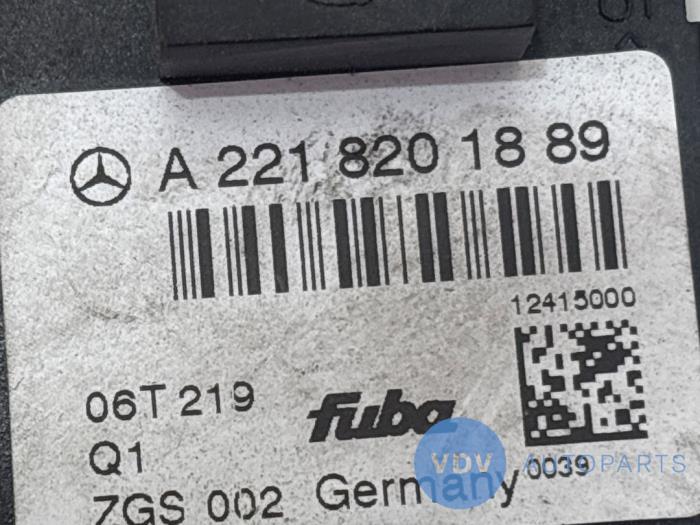 A 221 820 18 89
12415000
06T 219
fuba
Q1
0039
ZGS 002 Germany
VDV AUTOPARTS